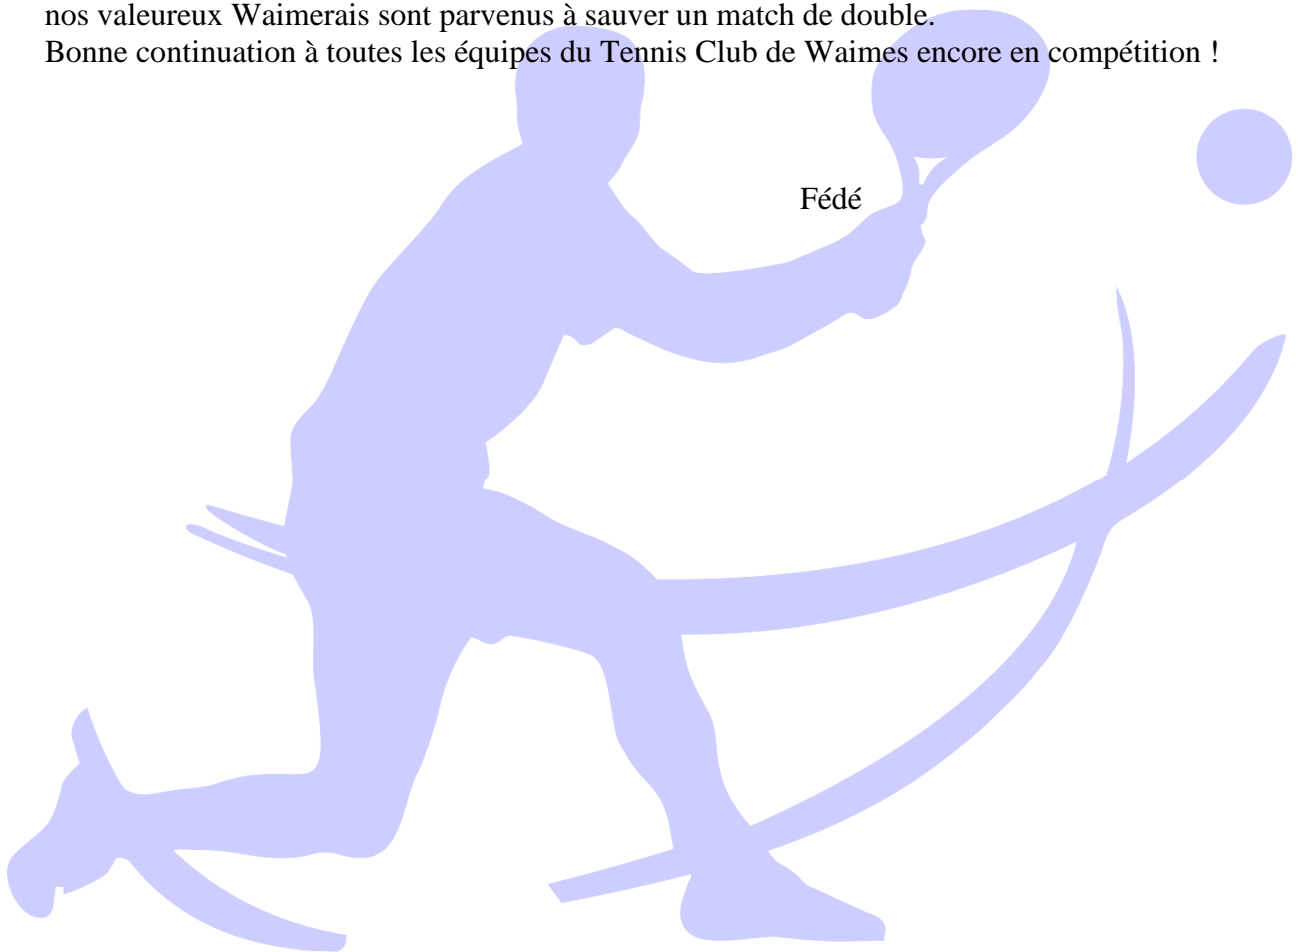 nos valeureux Waimerais sont parvenus à sauver un match de double.
Bonne continuation à toutes les équipes du Tennis Club de Waimes encore en compétition !
Fédé